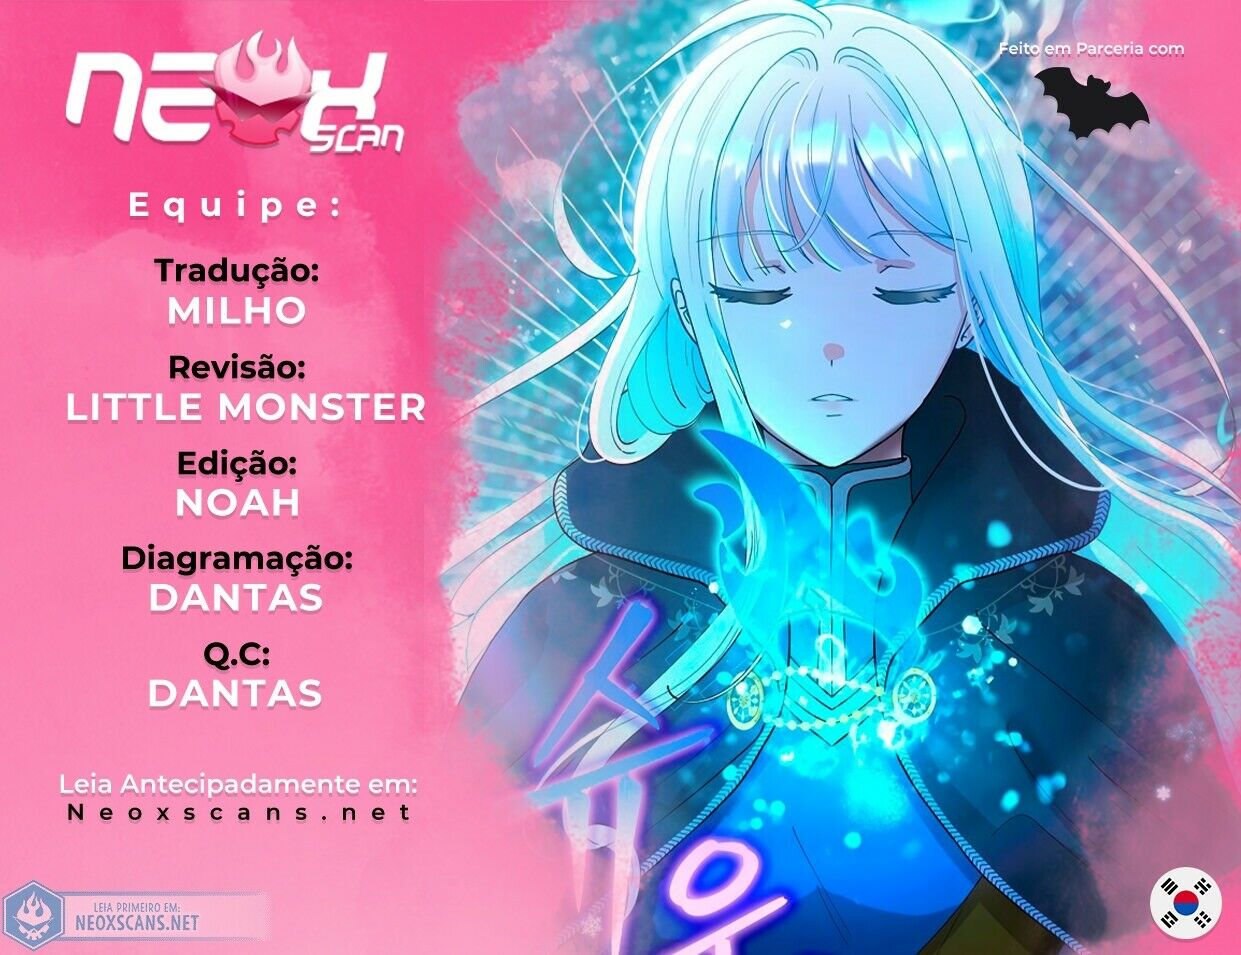 NEOX
SCAN
Feito em Parceria com
Equipe:
Tradução:
MILHO
Revisão:
LITTLE MONSTER
Edição:
NOAH
Diagramação:
DANTAS
Q.C:
DANTAS
Leia Antecipadamente em:
Neoxscans.net
LEIA PRIMEIRO EM:
NEOXSCANS.NET
슈